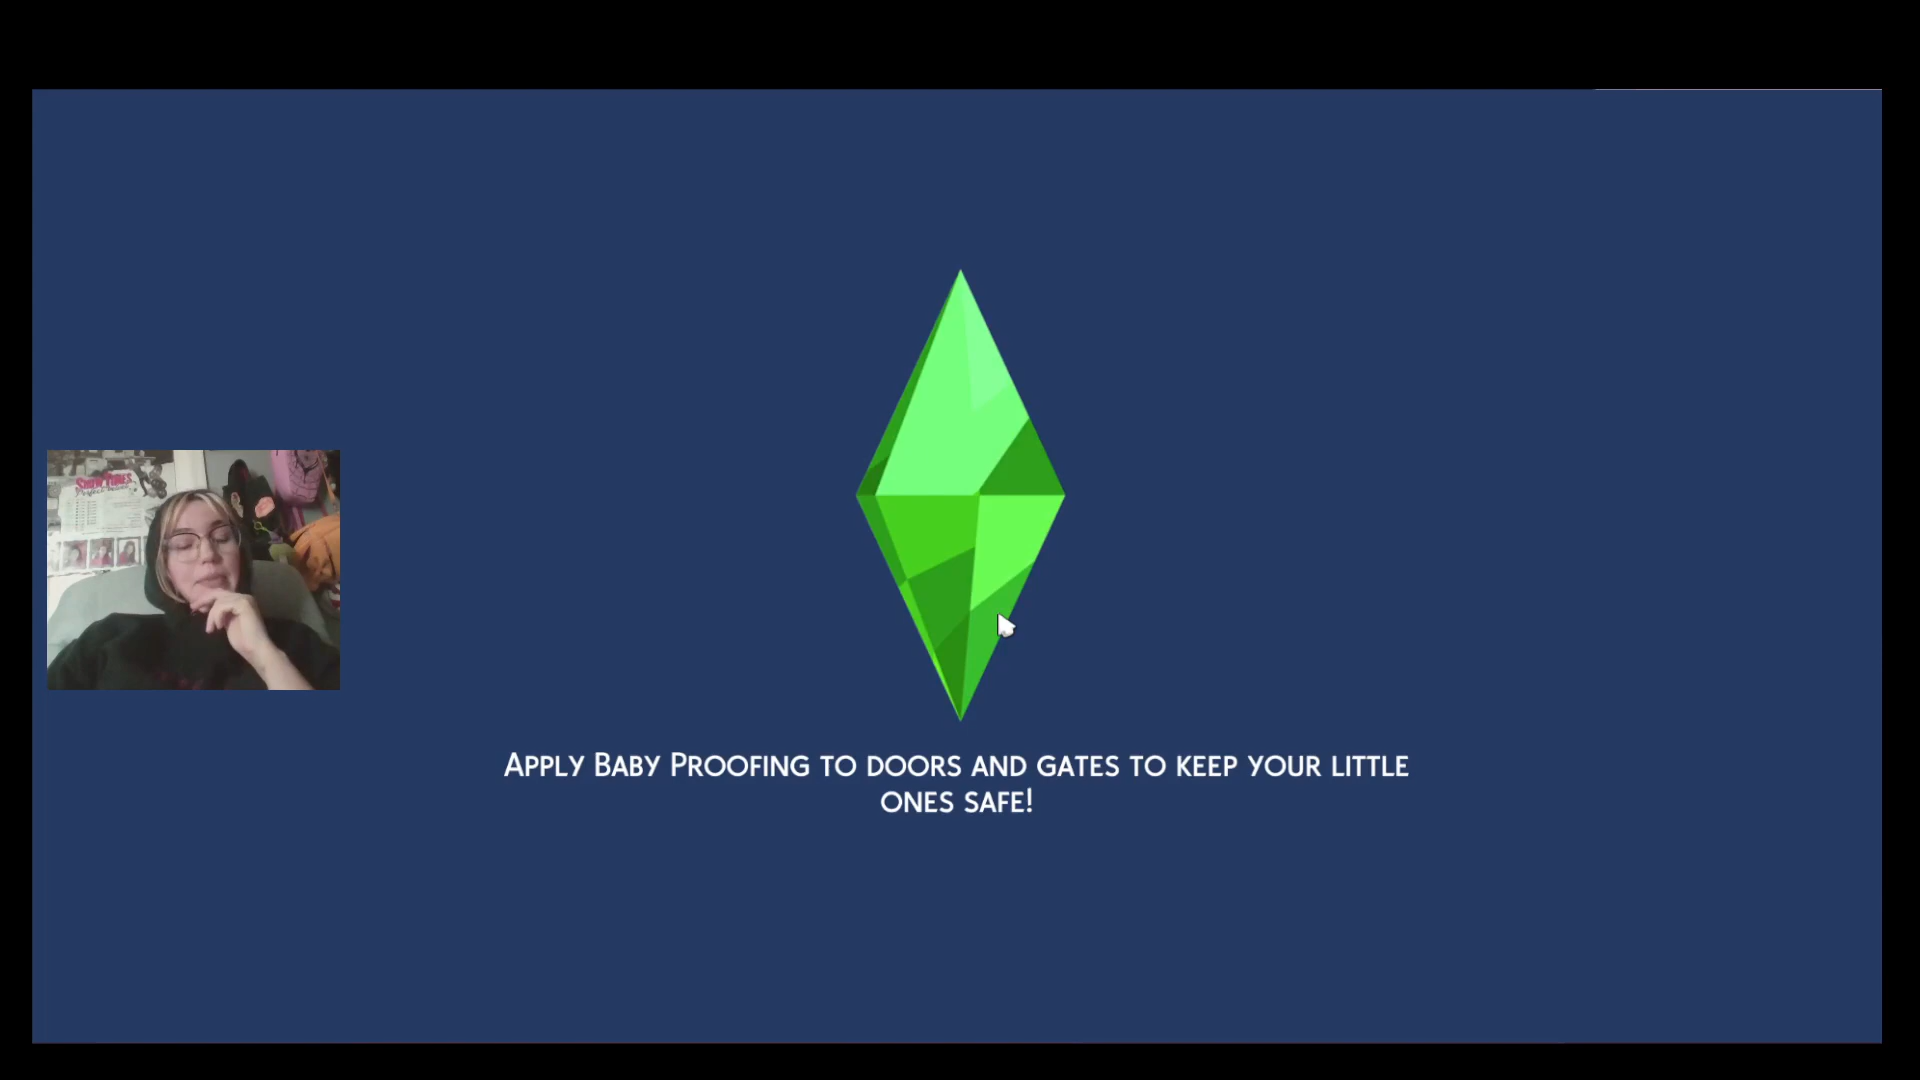 APPLY BABY PROOFING TO DOORS AND GATES TO KEEP YOUR LITTLE
ONES SAFE!